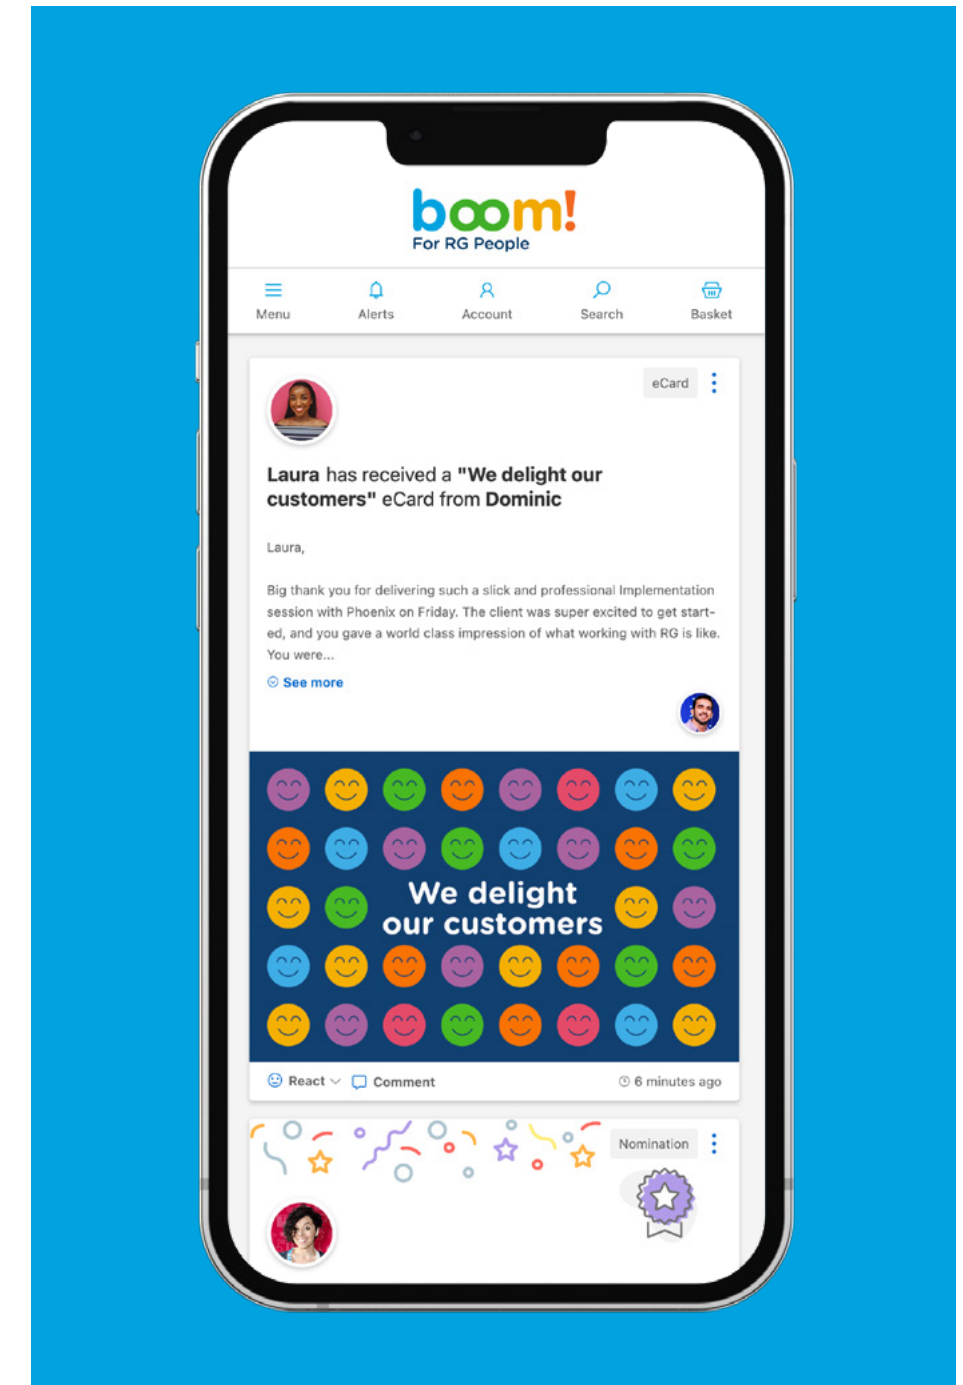 boom!
For RG People
Menu Alerts Account Search Basket
eCard
Laura has received a "We delight our
customers" eCard from Dominic
Laura,
Big thank you for delivering such a slick and professional Implementation
session with Phoenix on Friday. The client was super excited to get start-
ed, and you gave a world class impression of what working with RG is like.
You were...
See more
We delight
our customers
React Comment 6 minutes ago
Nomination